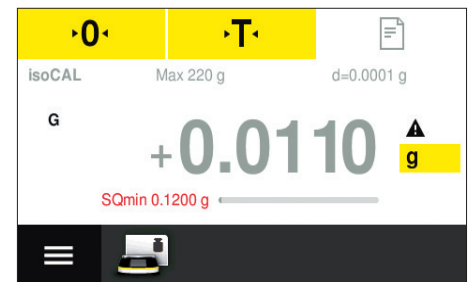 0 T
isoCAL Max 220 g d=0.0001 g
G
+0.0110 g
SQmin 0.1200 g